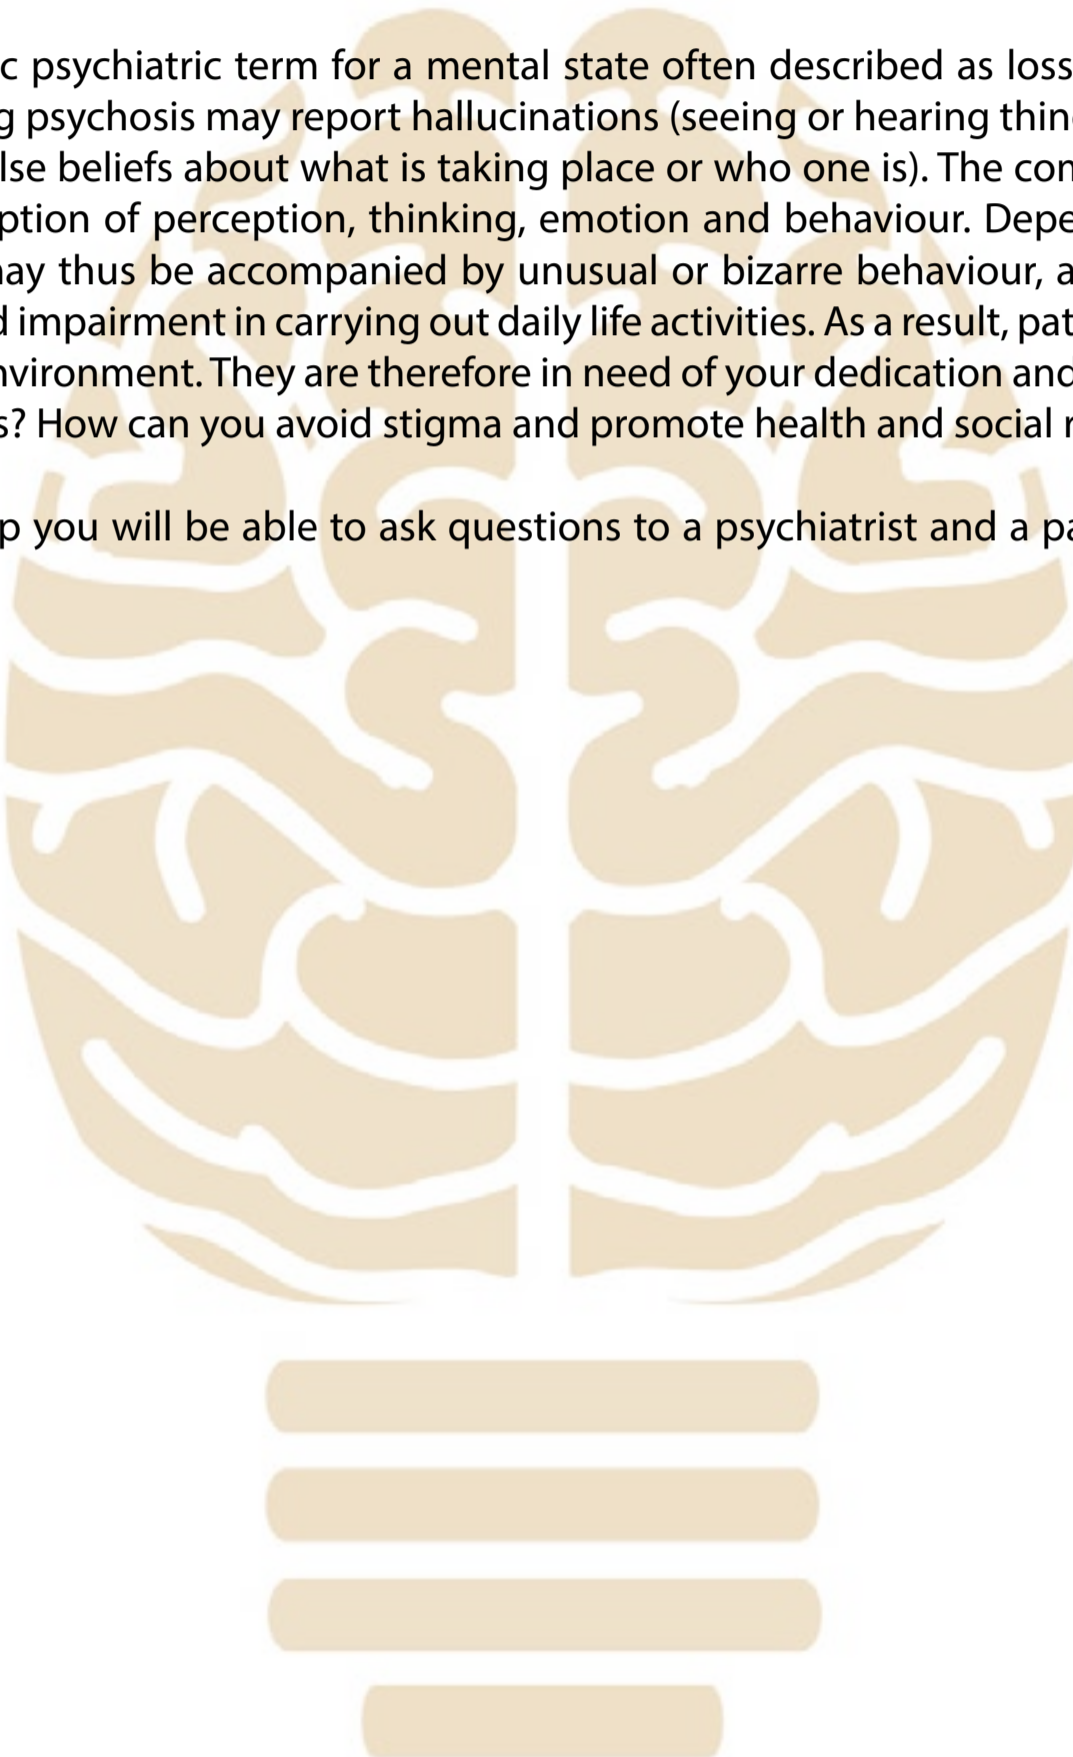 c psychiatric term for a mental state often described as loss
g psychosis may report hallucinations (seeing or hearing thin
lse beliefs about what is taking place or who one is). The con
ption of perception, thinking, emotion and behaviour. Depe
may thus be accompanied by unusual or bizarre behaviour, a
d impairment in carrying out daily life activities. As a result, pat
nvironment. They are therefore in need of your dedication and
s? How can you avoid stigma and promote health and social r
p you will be able to ask questions to a psychiatrist and a pa